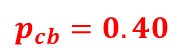 p_cb = 0.40